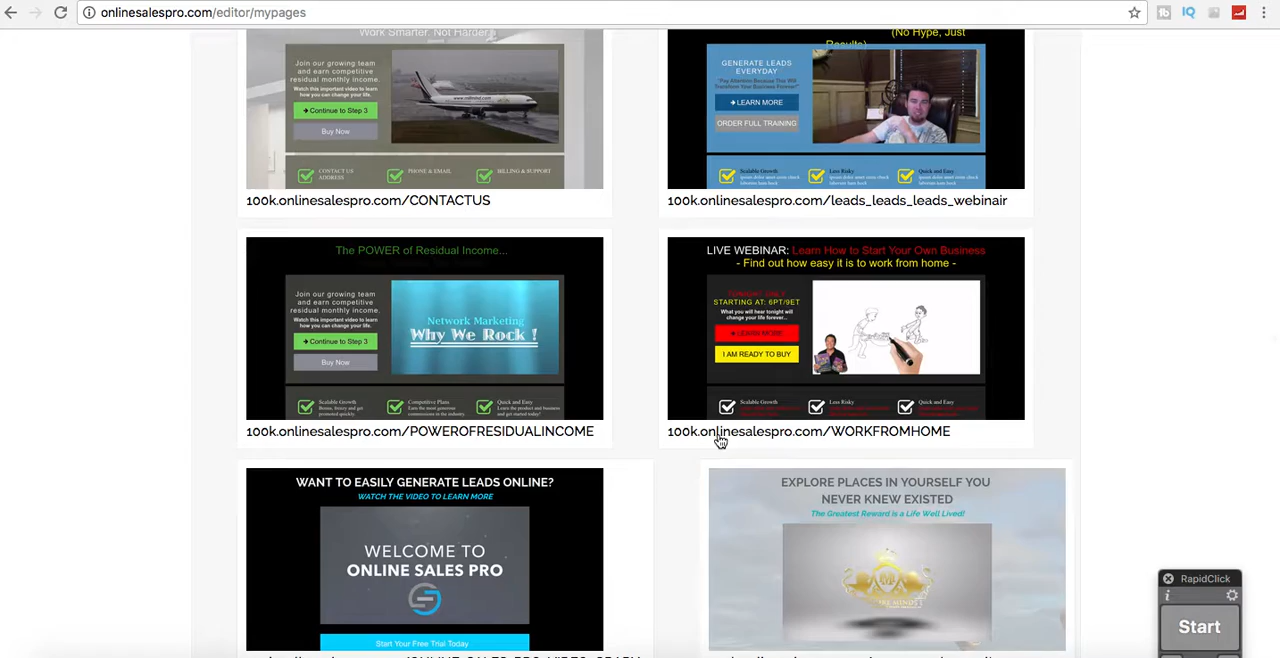 onlinesalespro.com/editor/mypages
Work Smarter. Not Harder.
Join our growing team
and earn competitive
residual monthly income.
Watch this important video to learn
how you can change your life.
➔ Continue to Step 3
Buy Now
CONTACT US
ADDRESS
PHONE & EMAIL
BILLING & SUPPORT
100k.onlinesalespro.com/CONTACTUS
(No Hype, Just
Results)
GENERATE LEADS
EVERYDAY
"Pay Attention Because This Will
Transform Your Business Forever"
➔ LEARN MORE
ORDER FULL TRAINING
Scalable Growth
Less Risky
Quick and Easy
100k.onlinesalespro.com/leads_leads_leads_webinair
The POWER of Residual Income...
Join our growing team
and earn competitive
residual monthly income.
Watch this important video to learn
how you can change your life.
➔ Continue to Step 3
Buy Now
Network Marketing
Why We Rock !
Scalable Growth
Competitive Plans
Quick and Easy
100k.onlinesalespro.com/POWEROFRESIDUALINCOME
LIVE WEBINAR: Learn How to Start Your Own Business
- Find out how easy it is to work from home -
TONIGHT ONLY
STARTING AT: 6PT/9ET
What you will hear tonight will
change your life forever...
➔ LEARN MORE
I AM READY TO BUY
Scalable Growth
Less Risky
Quick and Easy
100k.onlinesalespro.com/WORKFROMHOME
WANT TO EASILY GENERATE LEADS ONLINE?
WATCH THE VIDEO TO LEARN MORE
WELCOME TO
ONLINE SALES PRO
Start Your Free Trial Today
EXPLORE PLACES IN YOURSELF YOU
NEVER KNEW EXISTED
The Greatest Reward is a Life Well Lived!
RapidClick
Start